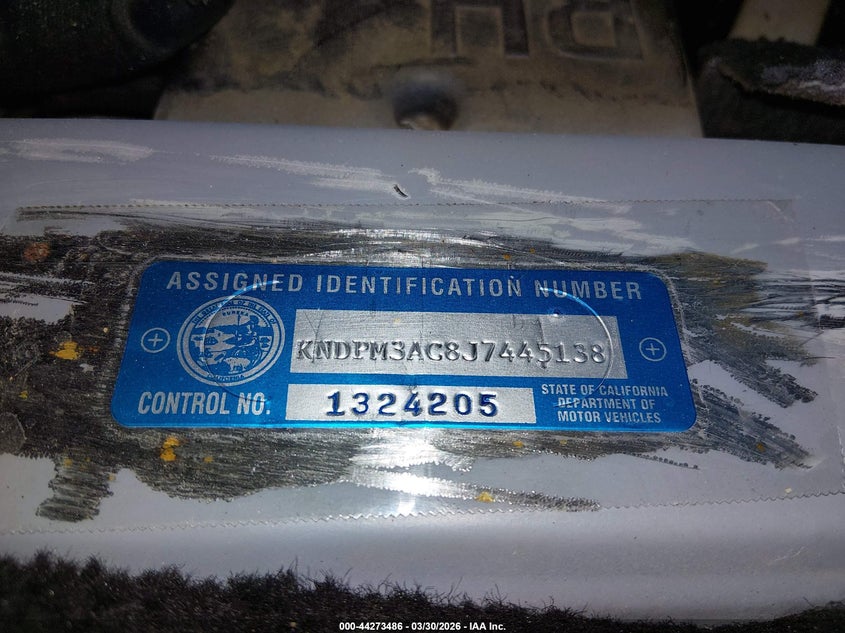 ASSIGNED IDENTIFICATION NUMBER
KNDPM3AC8J7445138
CONTROL NO. 1324205
STATE OF CALIFORNIA
DEPARTMENT OF
MOTOR VEHICLES
000-44273486 - 03/30/2026 - IAA Inc.